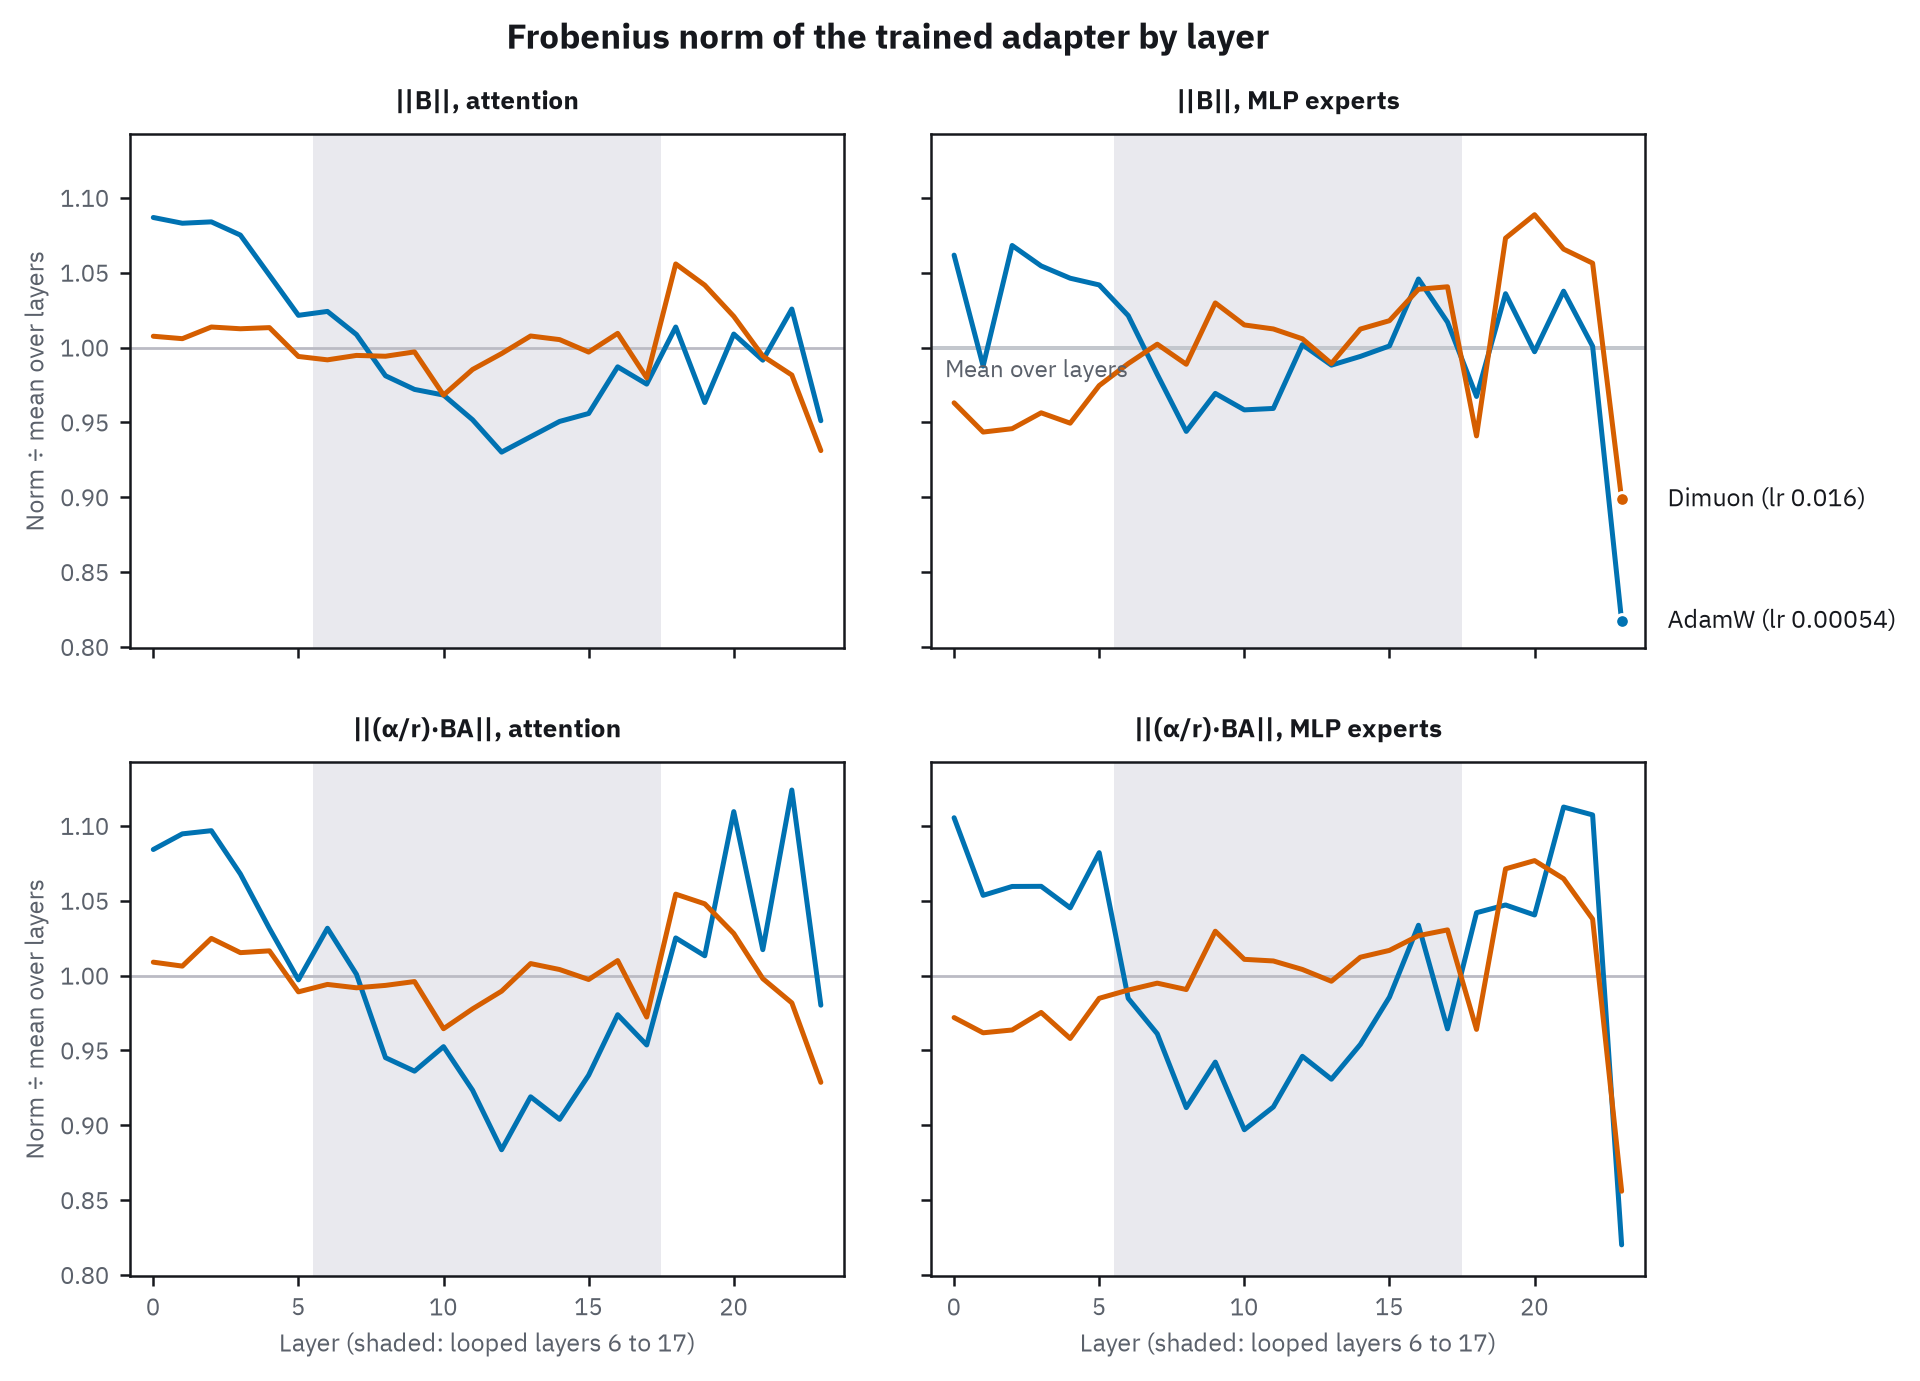 Frobenius norm of the trained adapter by layer
||B||, attention
||B||, MLP experts
Norm ÷ mean over layers
1.10
1.05
1.00
0.95
0.90
0.85
0.80
Mean over layers
Dimuon (lr 0.016)
AdamW (lr 0.00054)
||(α/r)·BA||, attention
||(α/r)·BA||, MLP experts
Norm ÷ mean over layers
1.10
1.05
1.00
0.95
0.90
0.85
0.80
0 5 10 15 20
0 5 10 15 20
Layer (shaded: looped layers 6 to 17)
Layer (shaded: looped layers 6 to 17)